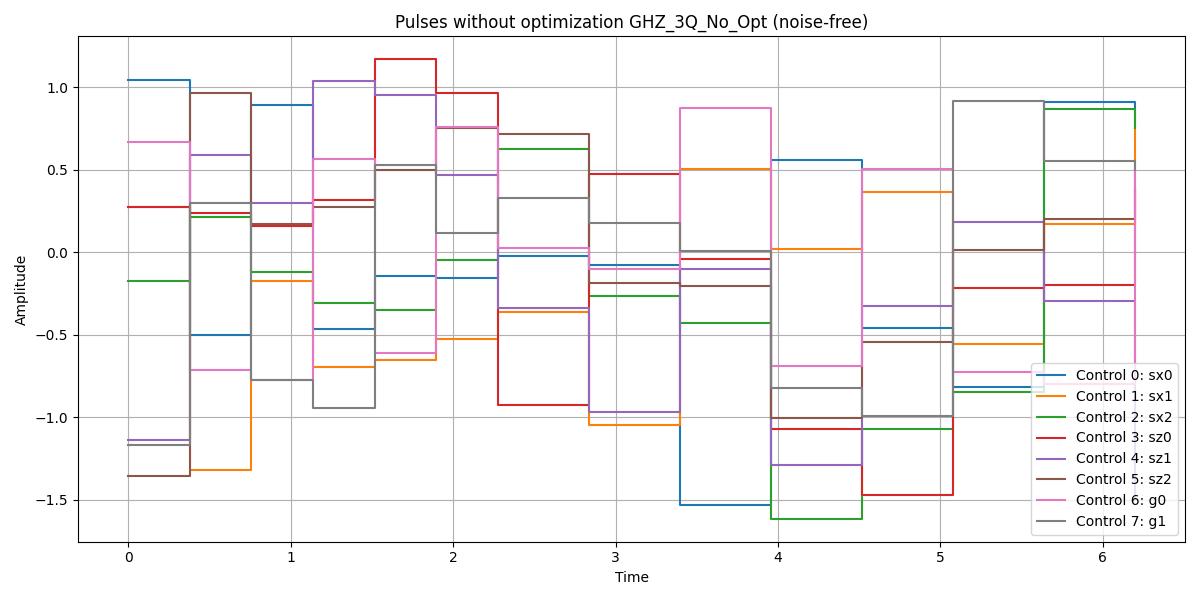 Pulses without optimization GHZ_3Q_No_Opt (noise-free)
Amplitude
1.0
0.5
0.0
−0.5
−1.0
−1.5
0 1 2 3 4 5 6
Time
Control 0: sx0
Control 1: sx1
Control 2: sx2
Control 3: sz0
Control 4: sz1
Control 5: sz2
Control 6: g0
Control 7: g1